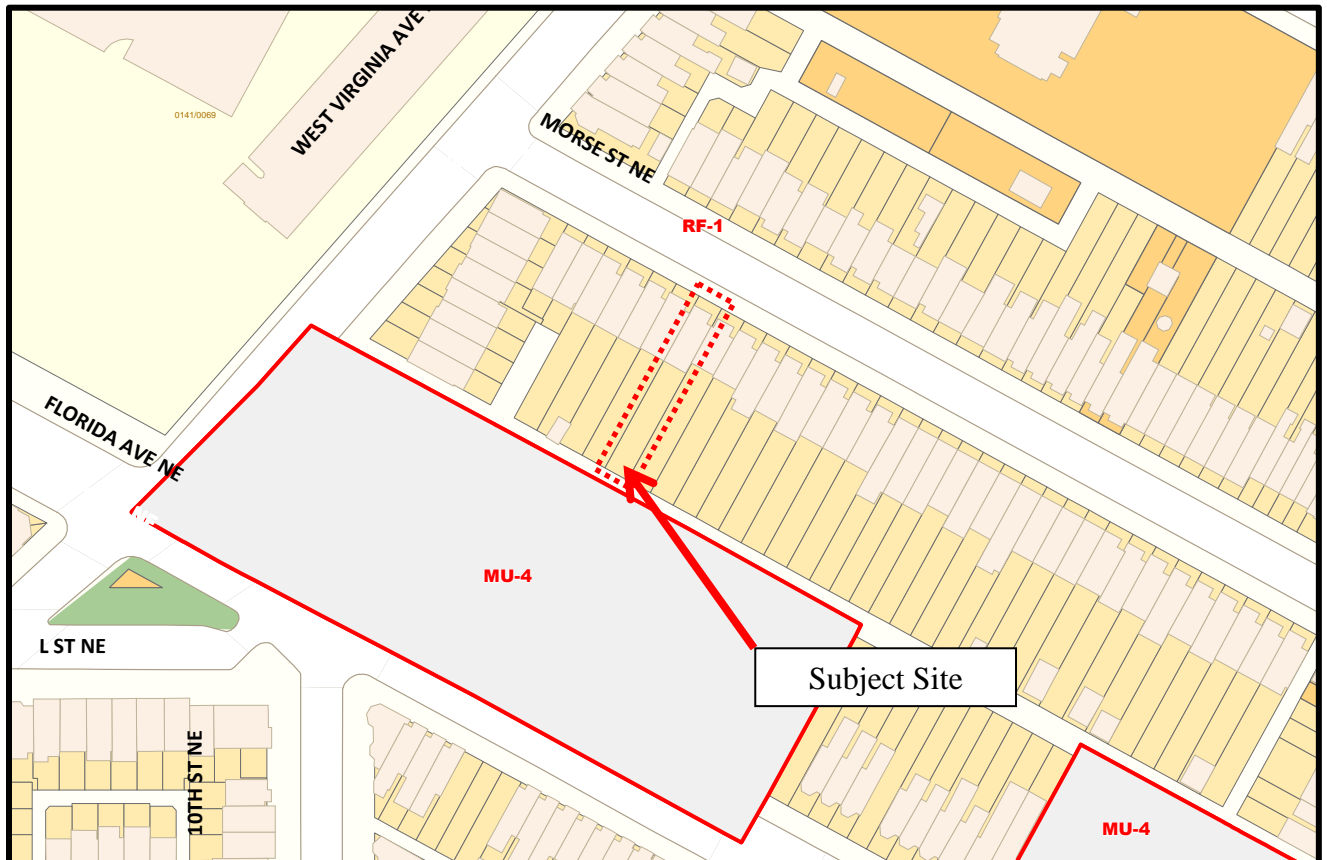 WEST VIRGINIA AVE
0141/0069
MORSE ST NE
RF-1
FLORIDA AVE NE
MU-4
L ST NE
Subject Site
10TH ST NE
MU-4